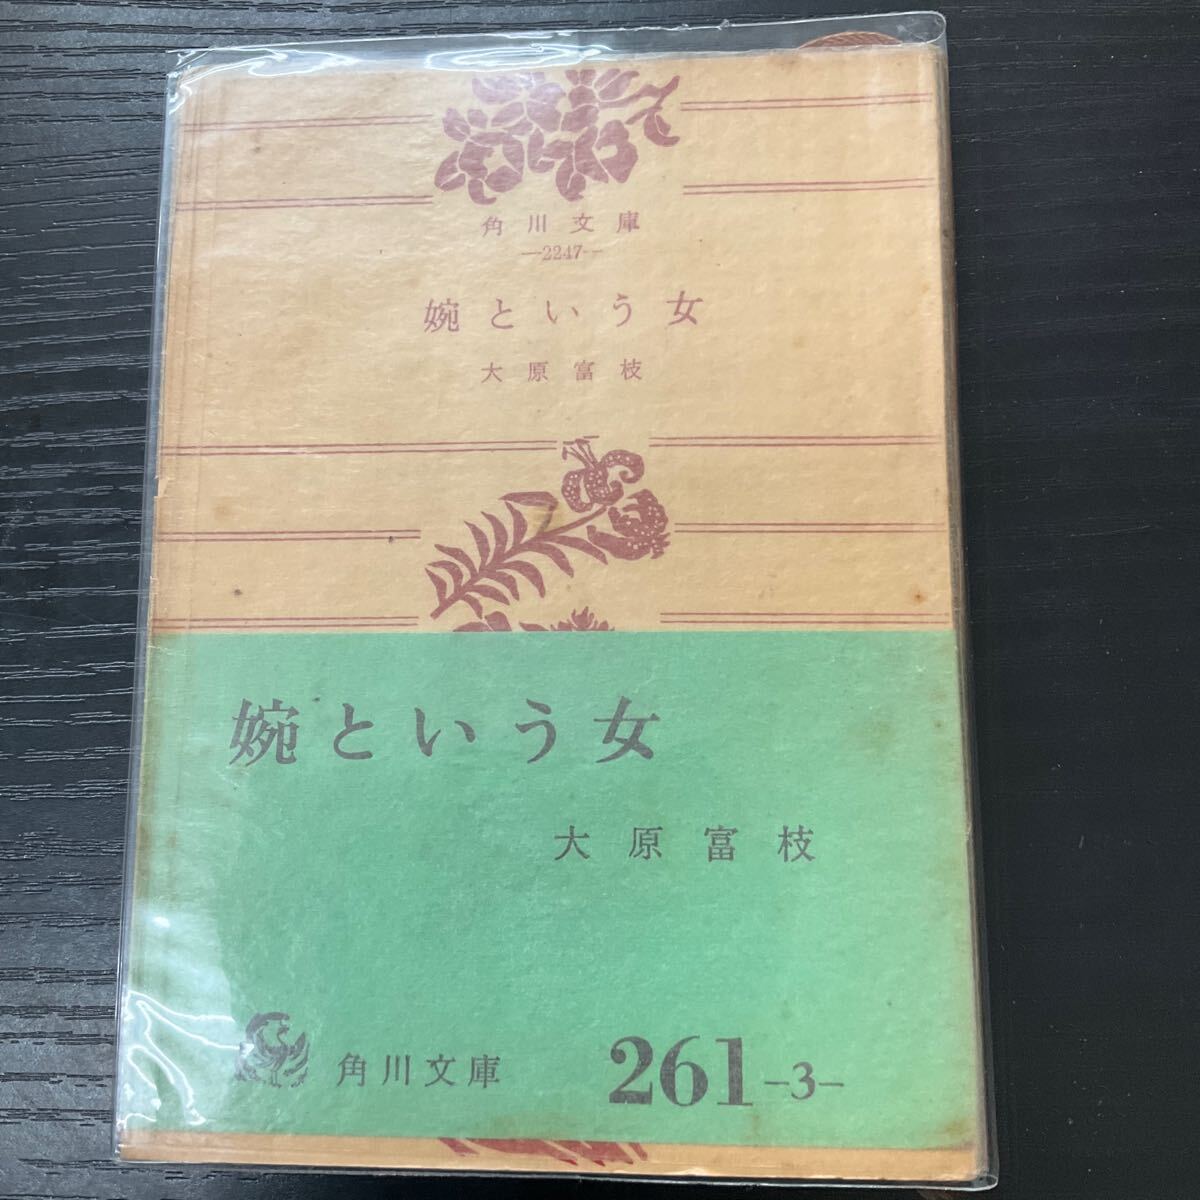 角川文庫
—2247—
婉という女
大原富枝
婉という女
大原富枝
角川文庫
261-3-